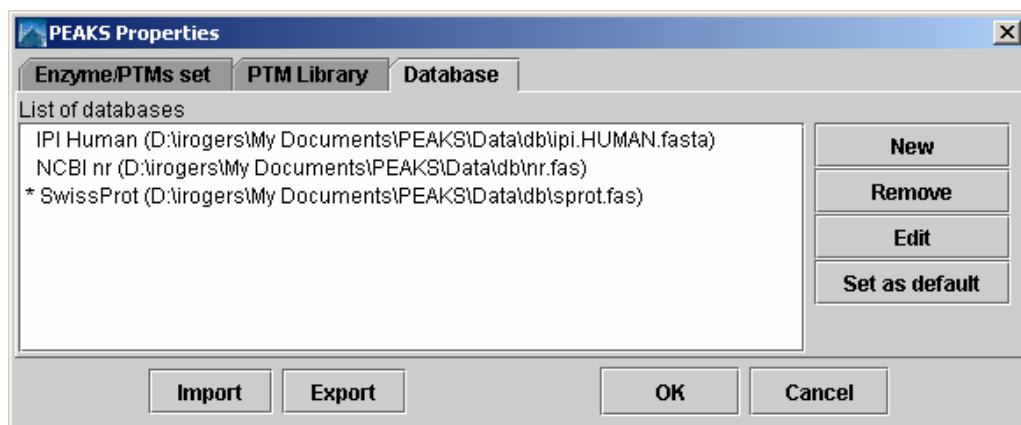 PEAKS Properties
Enzyme/PTMs set PTM Library Database
List of databases
IPI Human (D:\irogers\My Documents\PEAKS\Data\db\ipi.HUMAN.fasta)
NCBI nr (D:\irogers\My Documents\PEAKS\Data\db\nr.fas)
* SwissProt (D:\irogers\My Documents\PEAKS\Data\db\sprot.fas)
New
Remove
Edit
Set as default
Import Export OK Cancel